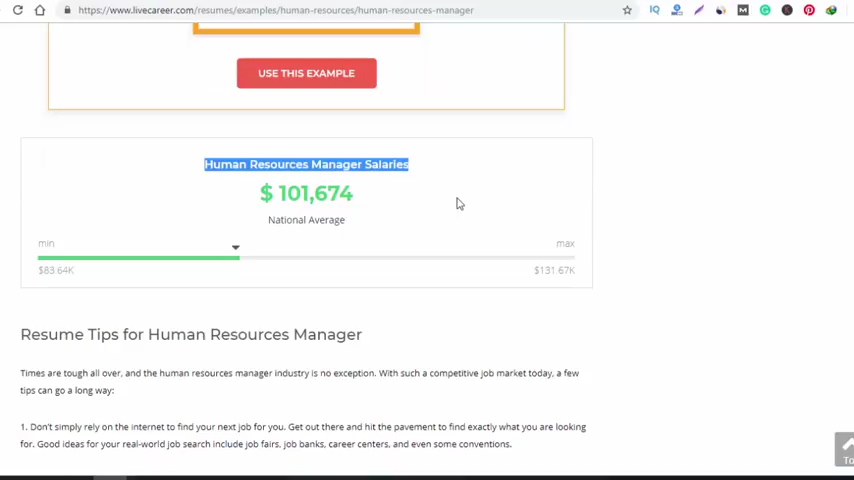 https://www.livecareer.com/resumes/examples/human-resources/human-resources-manager
USE THIS EXAMPLE
Human Resources Manager Salaries
$ 101,674
National Average
min max
$83.64K $131.67K
Resume Tips for Human Resources Manager
Times are tough all over, and the human resources manager industry is no exception. With such a competitive job market today, a few
tips can go a long way:
1. Don't simply rely on the internet to find your next job for you. Get out there and hit the pavement to find exactly what you are looking
for. Good ideas for your real-world job search include job fairs, job banks, career centers, and even some conventions.
To